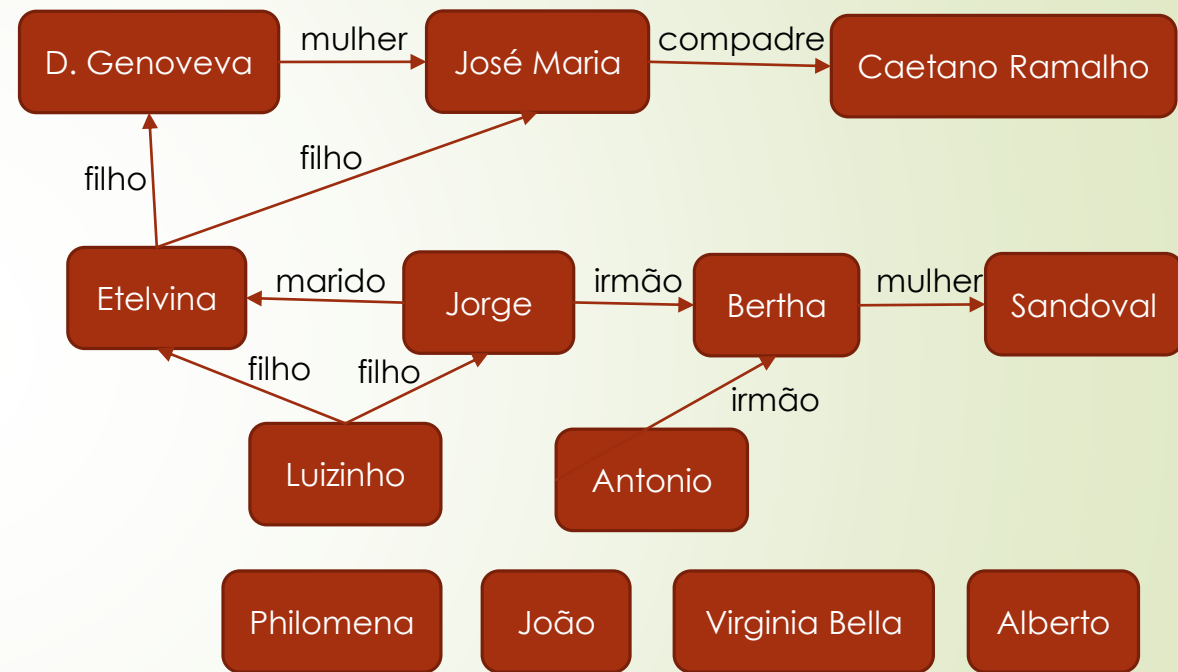 D. Genoveva
mulher
José Maria
compadre
Caetano Ramalho
filho
filho
Etelvina
marido
Jorge
irmão
Bertha
mulher
Sandoval
filho
filho
irmão
Luizinho
Antonio
Philomena
João
Virginia Bella
Alberto